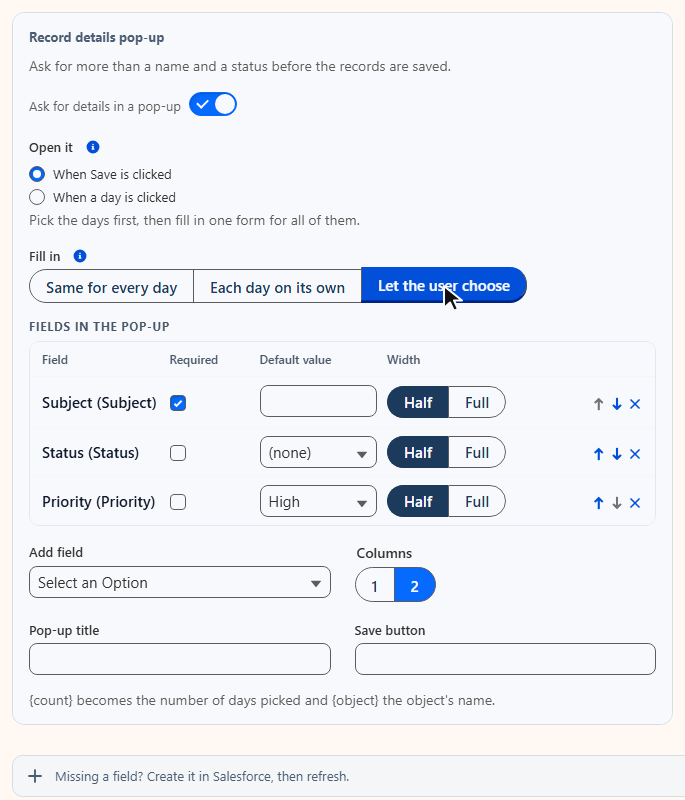 Record details pop-up
Ask for more than a name and a status before the records are saved.
Ask for details in a pop-up
Open it
When Save is clicked
When a day is clicked
Pick the days first, then fill in one form for all of them.
Fill in
Same for every day Each day on its own Let the user choose
FIELDS IN THE POP-UP
Field Required Default value Width
Subject (Subject) Half Full
Status (Status) (none) Half Full
Priority (Priority) High Half Full
Add field Columns
Select an Option 1 2
Pop-up title Save button
{count} becomes the number of days picked and {object} the object's name.
Missing a field? Create it in Salesforce, then refresh.